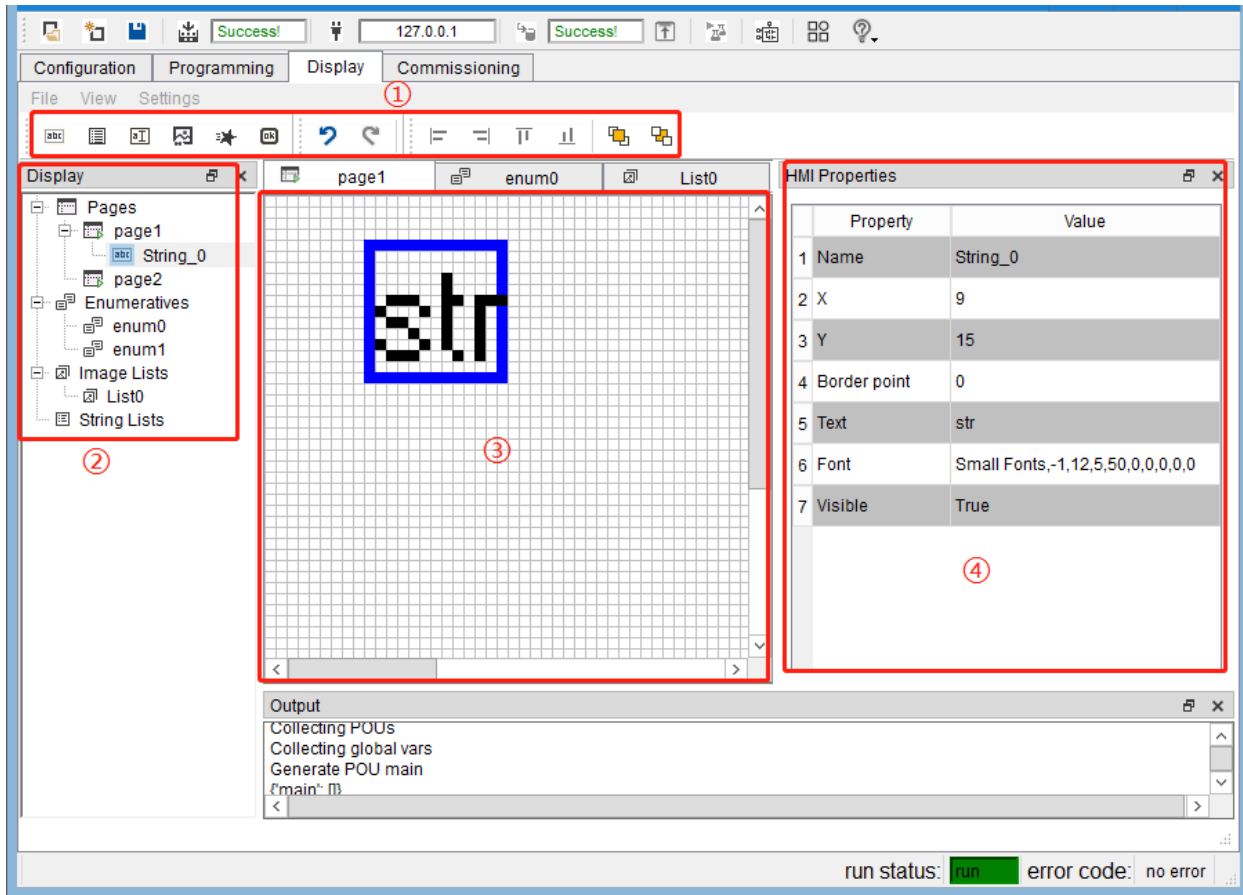 Success! 127.0.0.1 Success!
Configuration Programming Display Commissioning
File View Settings
①
abc aI ok
Display
Pages
page1
abc String_0
page2
Enumeratives
enum0
enum1
Image Lists
List0
String Lists
②
page1 enum0 List0
str
③
HMI Properties
Property Value
1 Name String_0
2 X 9
3 Y 15
4 Border point 0
5 Text str
6 Font Small Fonts,-1,12,5,50,0,0,0,0,0
7 Visible True
④
Output
Collecting POUs
Collecting global vars
Generate POU main
{'main': []}
run status: run error code: no error